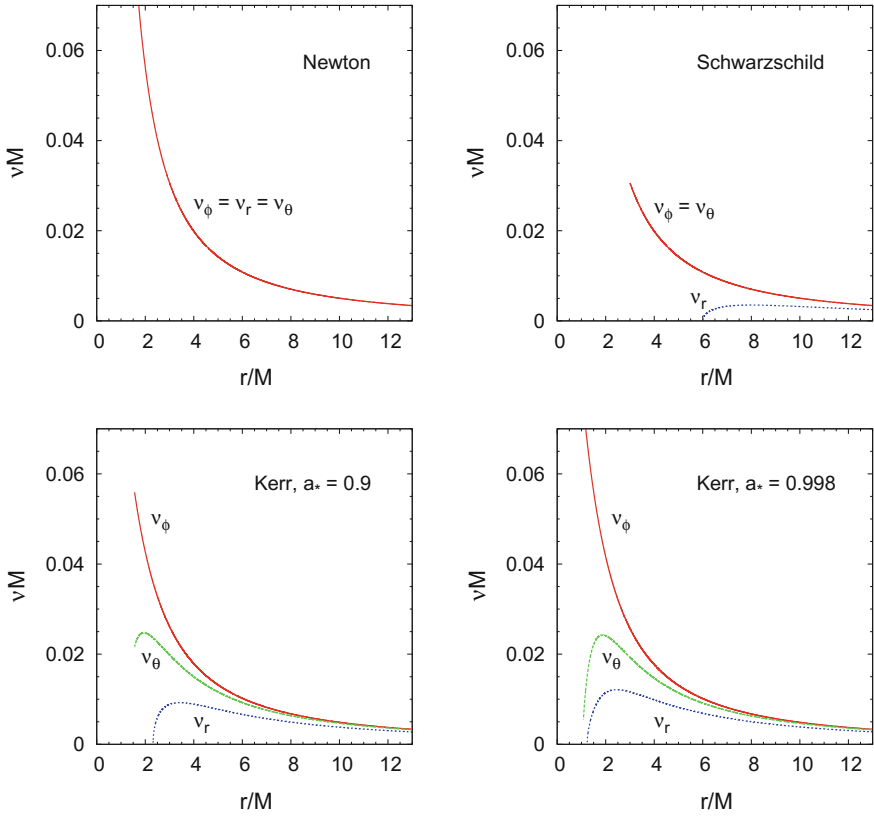 Newton
νM
ν_ϕ = ν_r = ν_θ
0.06
0.04
0.02
0
0 2 4 6 8 10 12
r/M
Schwarzschild
νM
ν_ϕ = ν_θ
ν_r
0.06
0.04
0.02
0
0 2 4 6 8 10 12
r/M
Kerr, a_* = 0.9
νM
ν_ϕ
ν_θ
ν_r
0.06
0.04
0.02
0
0 2 4 6 8 10 12
r/M
Kerr, a_* = 0.998
νM
ν_ϕ
ν_θ
ν_r
0.06
0.04
0.02
0
0 2 4 6 8 10 12
r/M